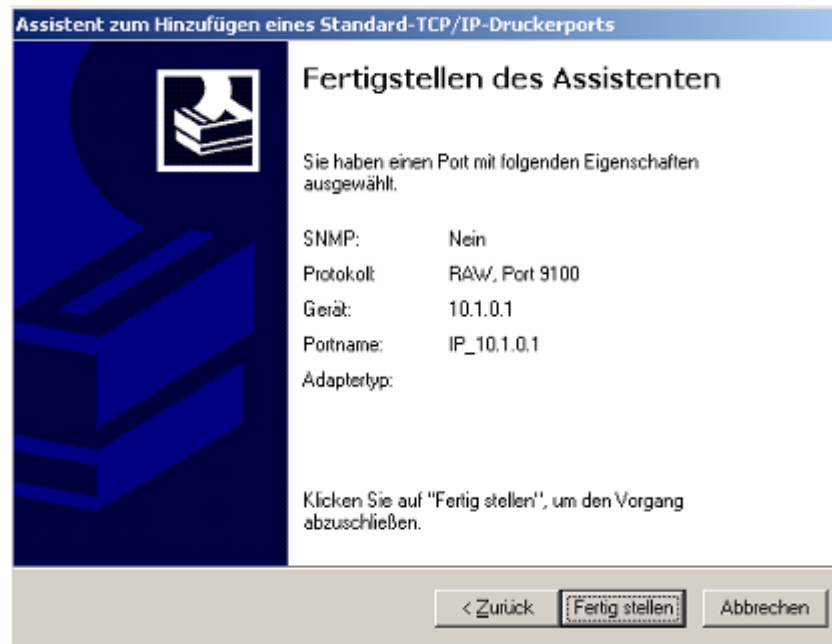 Assistent zum Hinzufügen eines Standard-TCP/IP-Druckerports
Fertigstellen des Assistenten
Sie haben einen Port mit folgenden Eigenschaften
ausgewählt.
SNMP: Nein
Protokoll: RAW, Port 9100
Gerät: 10.1.0.1
Portname: IP_10.1.0.1
Adaptertyp:
Klicken Sie auf "Fertig stellen", um den Vorgang
abzuschließen.
< Zurück Fertig stellen Abbrechen